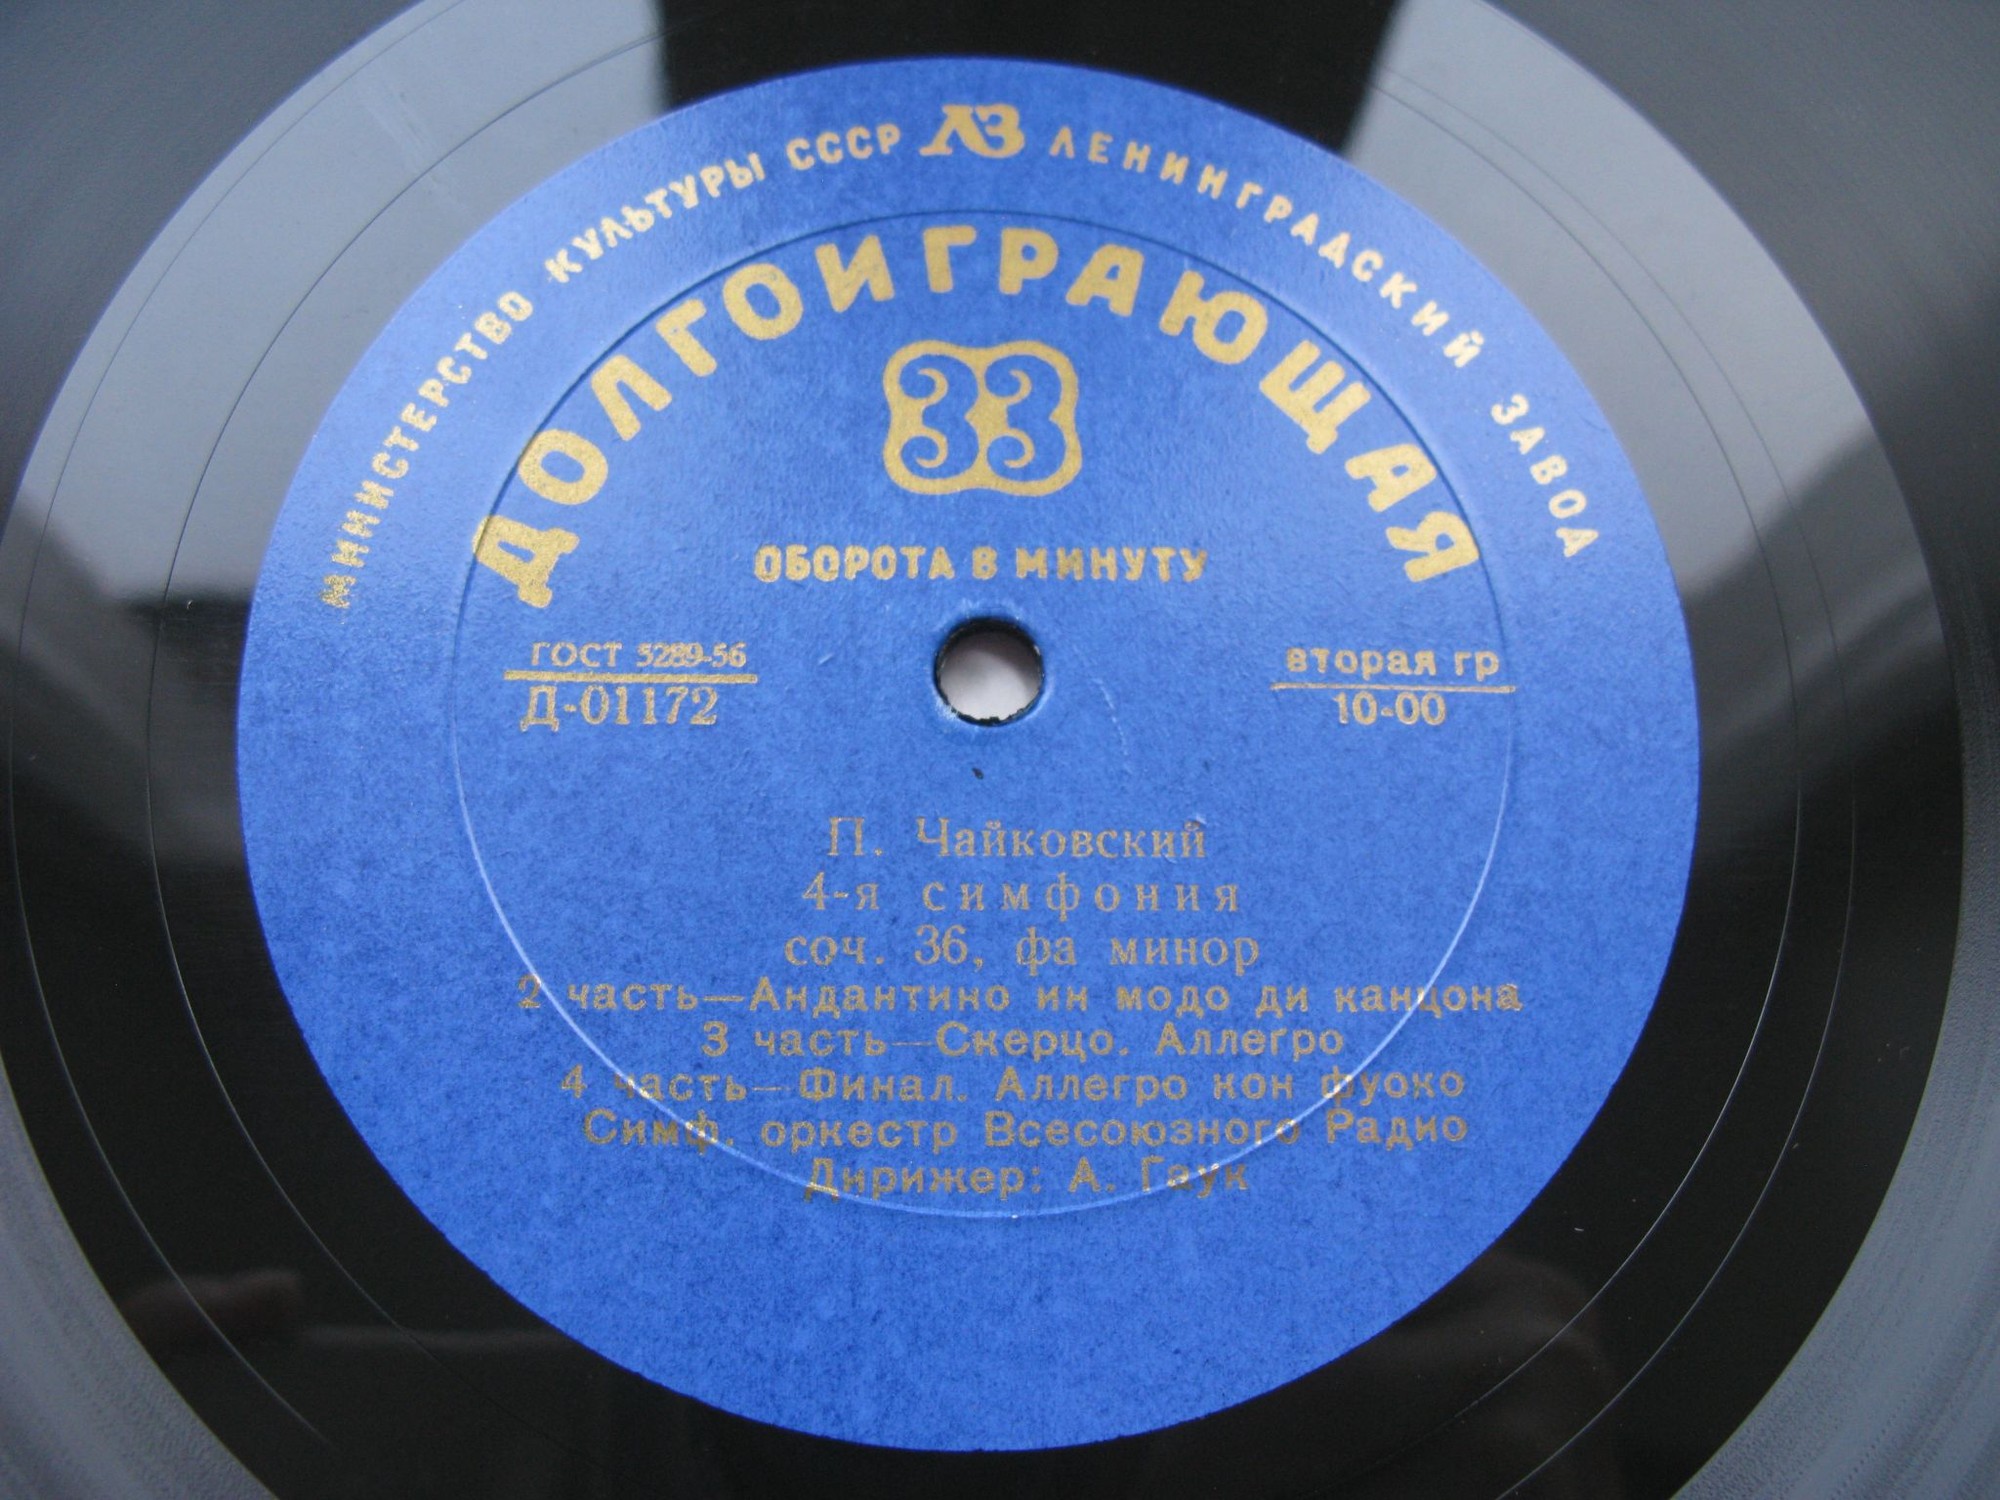 МИНИСТЕРСТВО КУЛЬТУРЫ СССР ЛЗ ЛЕНИНГРАДСКИЙ ЗАВОД
ДОЛГОИГРАЮЩАЯ
33
ОБОРОТА В МИНУТУ
ГОСТ 5289-56
Д-01172
вторая гр
10-00
П. Чайковский
4-я симфония
соч. 36, фа минор
2 часть—Андантино ин модо ди канцона
3 часть—Скерцо. Аллегро
4 часть—Финал. Аллегро кон фуоко
Симф. оркестр Всесоюзного Радио
Дирижер: А. Гаук